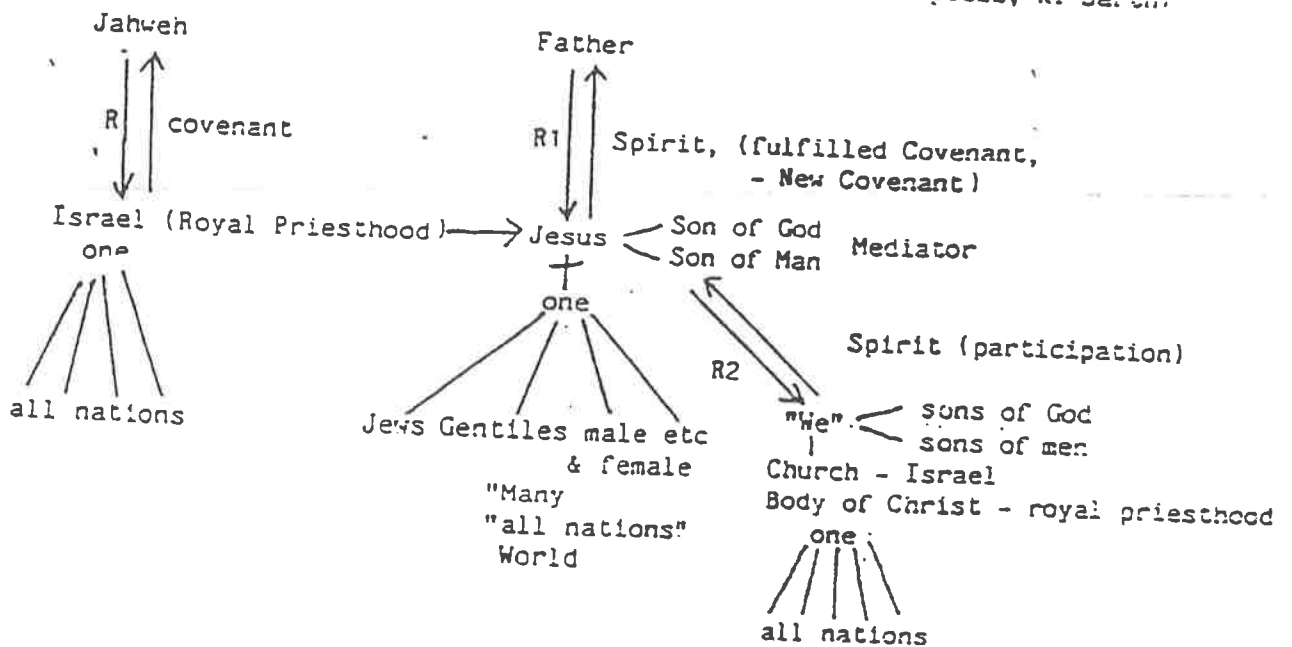 Jahweh
R
covenant
Israel (Royal Priesthood)
one
all nations
Father
R1
Spirit, (fulfilled Covenant,
- New Covenant)
Jesus
Son of God
Son of Man
Mediator
one
Jews Gentiles male etc
& female
"Many
"all nations"
World
R2
Spirit (participation)
"We"
sons of God
sons of men
Church - Israel
Body of Christ - royal priesthood
one
all nations